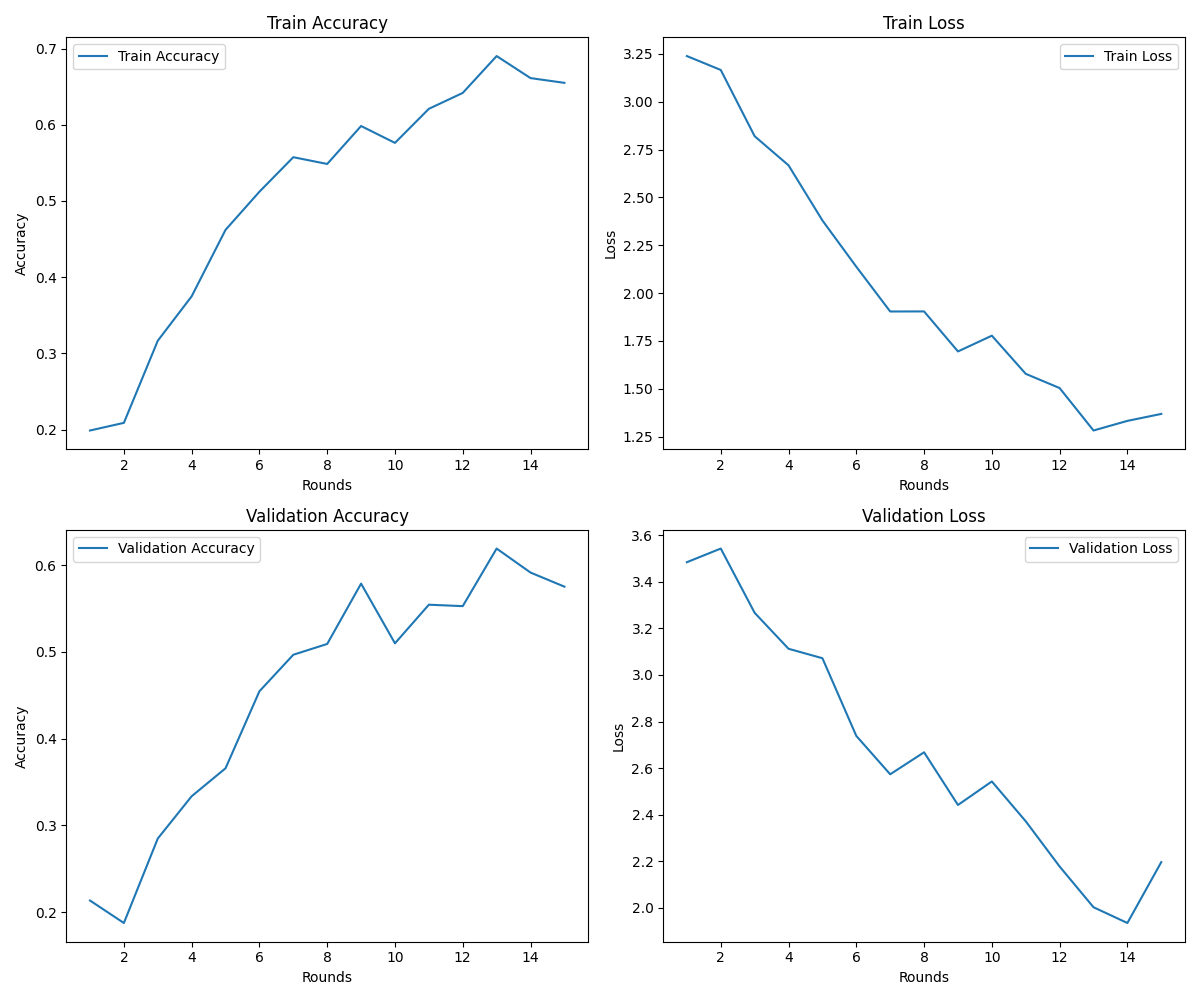 Train Accuracy
Train Accuracy
0.7
0.6
0.5
0.4
0.3
0.2
Accuracy
2 4 6 8 10 12 14
Rounds
Train Loss
Train Loss
3.25
3.00
2.75
2.50
2.25
2.00
1.75
1.50
1.25
Loss
2 4 6 8 10 12 14
Rounds
Validation Accuracy
Validation Accuracy
0.6
0.5
0.4
0.3
0.2
Accuracy
2 4 6 8 10 12 14
Rounds
Validation Loss
Validation Loss
3.6
3.4
3.2
3.0
2.8
2.6
2.4
2.2
2.0
Loss
2 4 6 8 10 12 14
Rounds